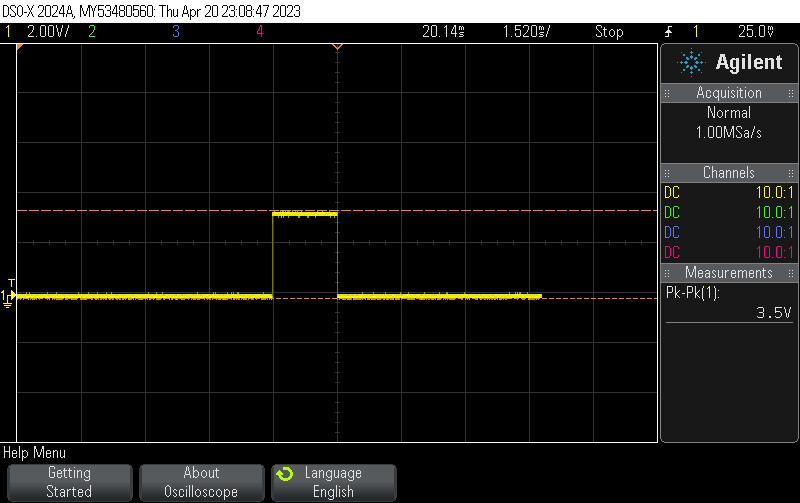 DSO-X 2024A, MY53480560: Thu Apr 20 23:08:47 2023
1 2.00V/ 2 3 4 20.14ms 1.520ms/ Stop 1 25.0V
Agilent
Acquisition
Normal
1.00MSa/s
Channels
DC 10.0:1
DC 10.0:1
DC 10.0:1
DC 10.0:1
Measurements
Pk-Pk(1):
3.5V
T
1
Help Menu
Getting Started
About Oscilloscope
Language English